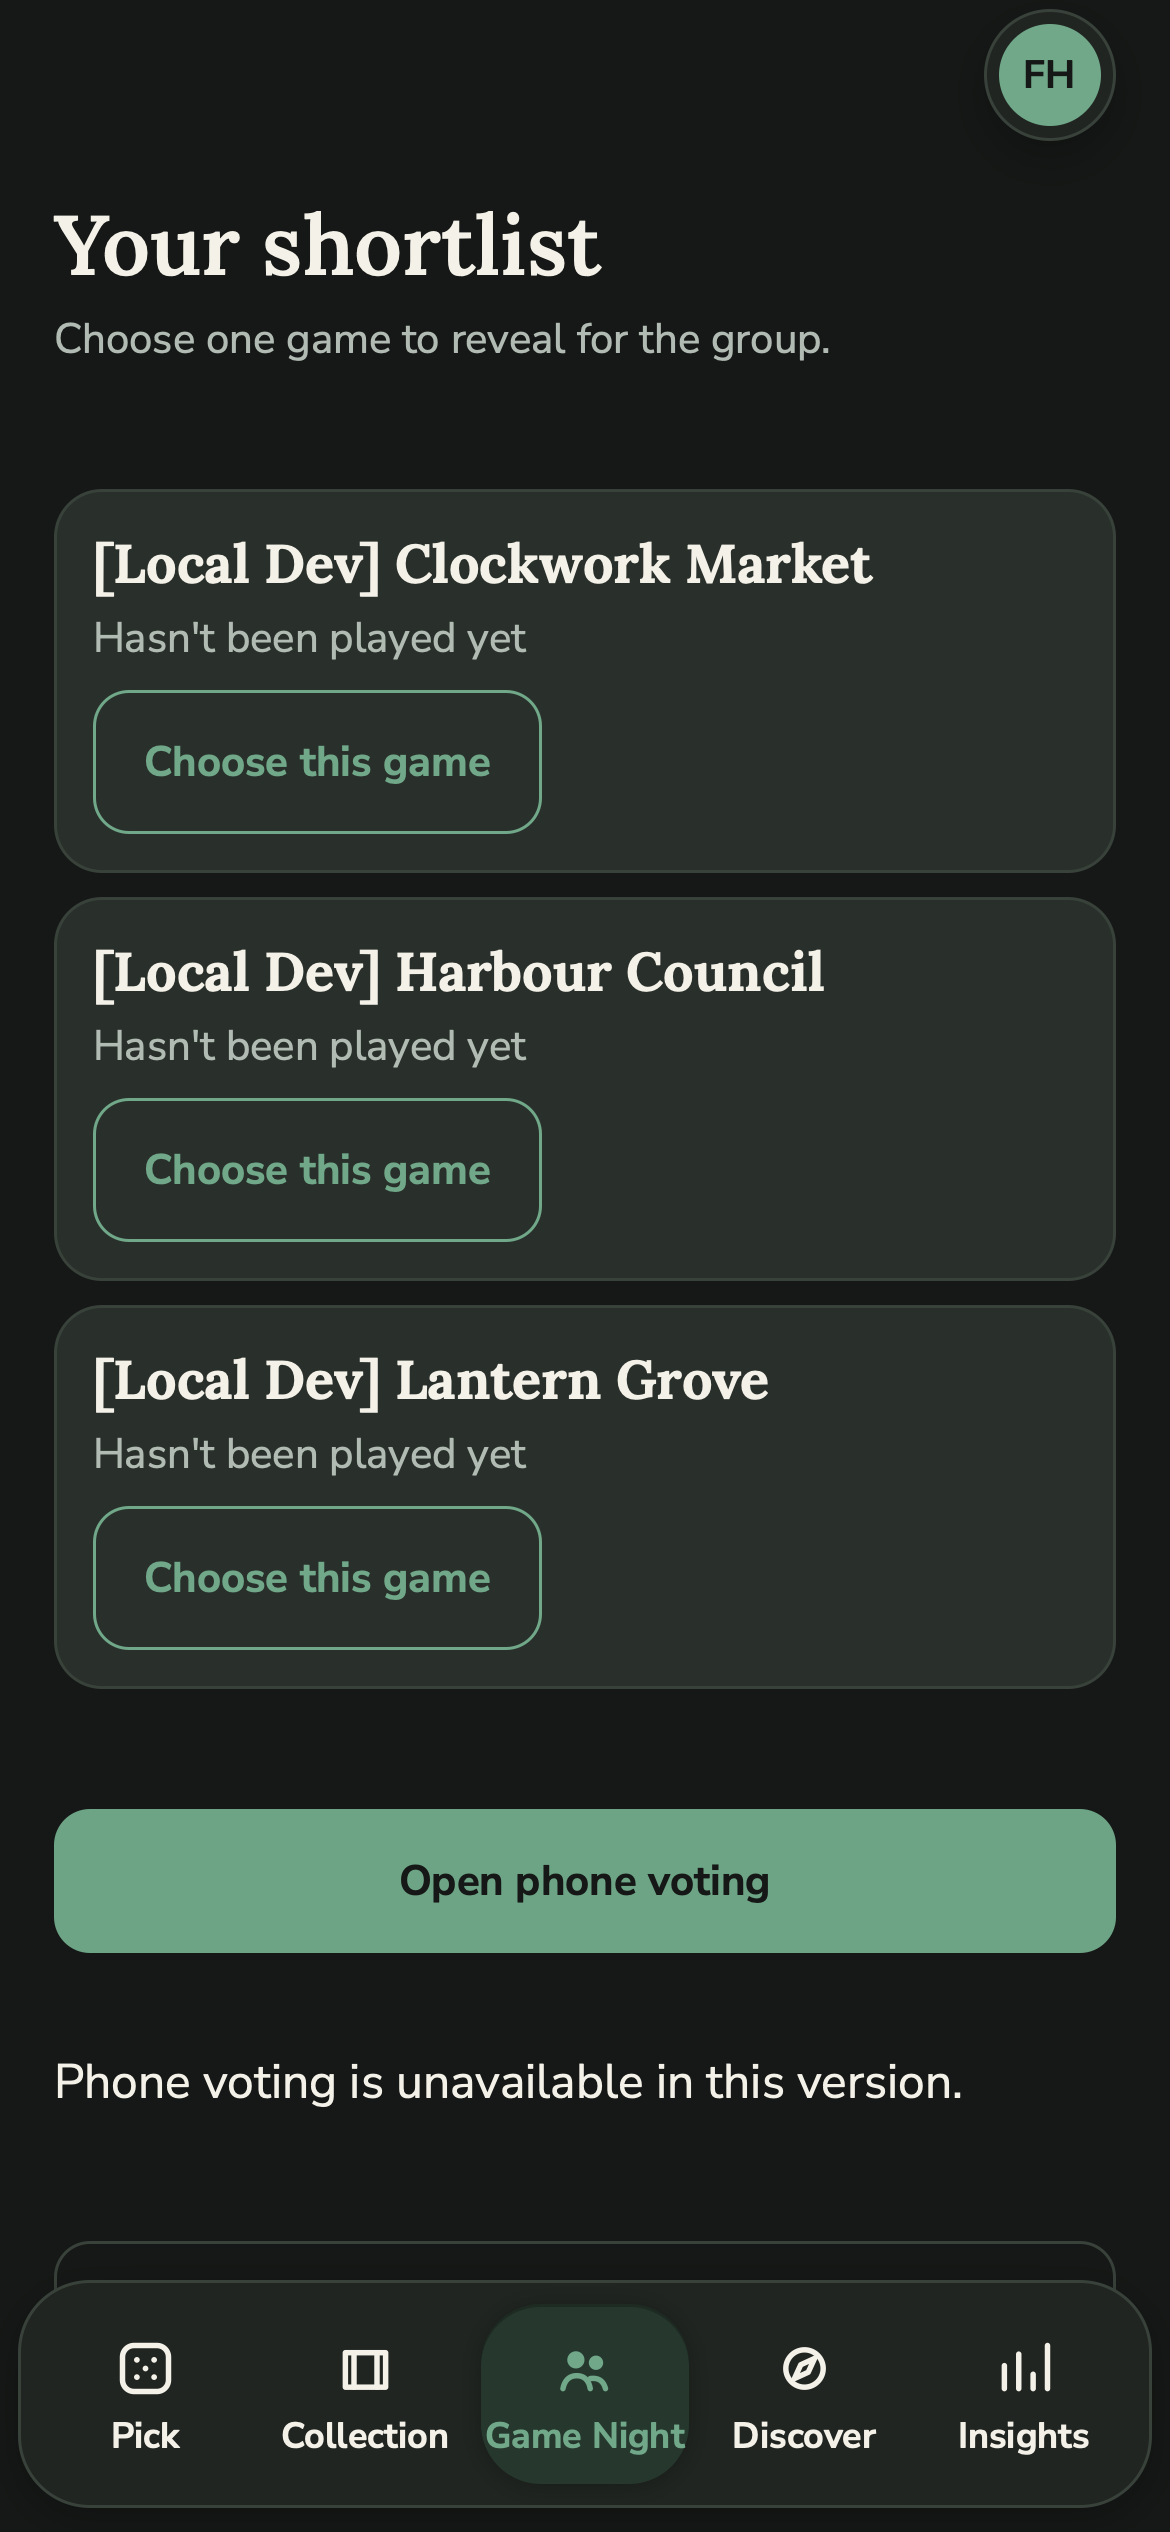 FH
Your shortlist
Choose one game to reveal for the group.
[Local Dev] Clockwork Market
Hasn't been played yet
Choose this game
[Local Dev] Harbour Council
Hasn't been played yet
Choose this game
[Local Dev] Lantern Grove
Hasn't been played yet
Choose this game
Open phone voting
Phone voting is unavailable in this version.
Pick Collection Game Night Discover Insights